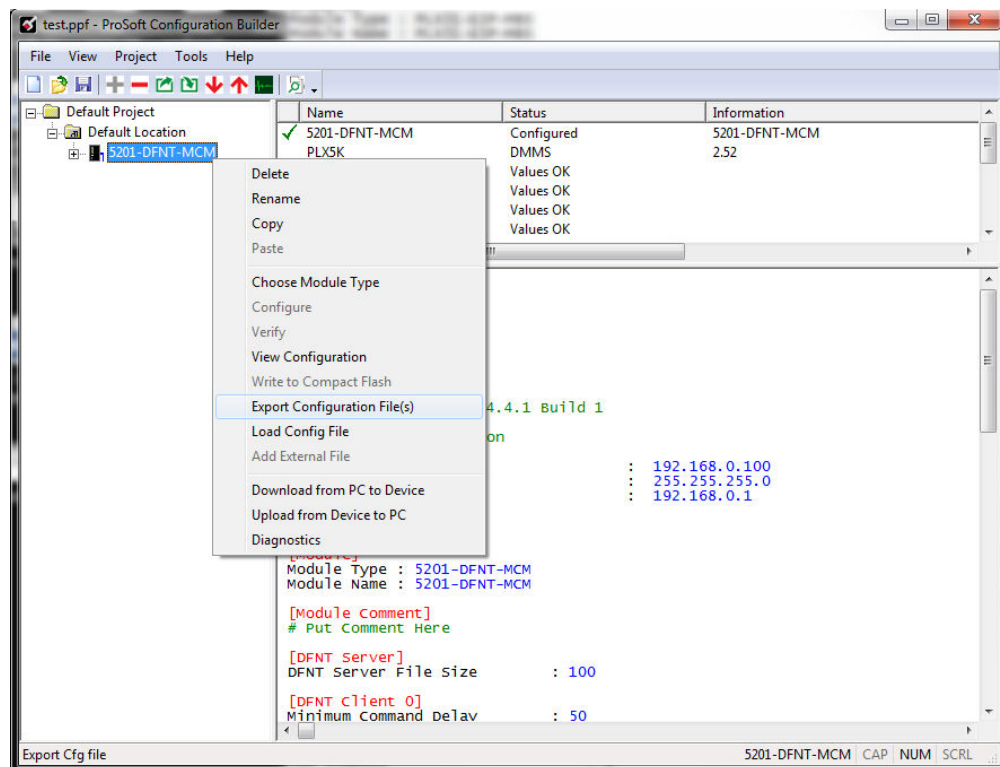 test.ppf - ProSoft Configuration Builder
File View Project Tools Help
Default Project
Default Location
5201-DFNT-MCM
Name Status Information
5201-DFNT-MCM Configured 5201-DFNT-MCM
PLX5K DMMS 2.52
Values OK
Values OK
Values OK
Values OK
Delete
Rename
Copy
Paste
Choose Module Type
Configure
Verify
View Configuration
Write to Compact Flash
Export Configuration File(s)
Load Config File
Add External File
Download from PC to Device
Upload from Device to PC
Diagnostics
4.4.1 Build 1
on
: 192.168.0.100
: 255.255.255.0
: 192.168.0.1
[Module]
Module Type : 5201-DFNT-MCM
Module Name : 5201-DFNT-MCM
[Module Comment]
# Put Comment Here
[DFNT Server]
DFNT Server File Size : 100
[DFNT Client 0]
Minimum Command Delay : 50
Export Cfg file
5201-DFNT-MCM CAP NUM SCRL